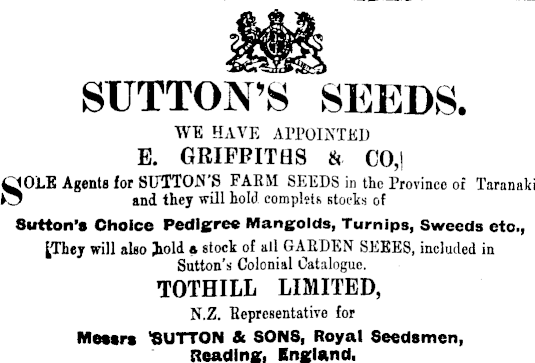 SUTTON'S SEEDS.
WE HAVE APPOINTED
E. GRIFFITHS & CO,
SOLE Agents for SUTTON'S FARM SEEDS in the Province of Taranaki
and they will hold complete stocks of
Sutton's Choice Pedigree Mangolds, Turnips, Sweeds etc.,
They will also hold a stock of all GARDEN SEEES, included in
Sutton's Colonial Catalogue.
TOTHILL LIMITED,
N.Z. Representative for
Messrs SUTTON & SONS, Royal Seedsmen,
Reading, England.